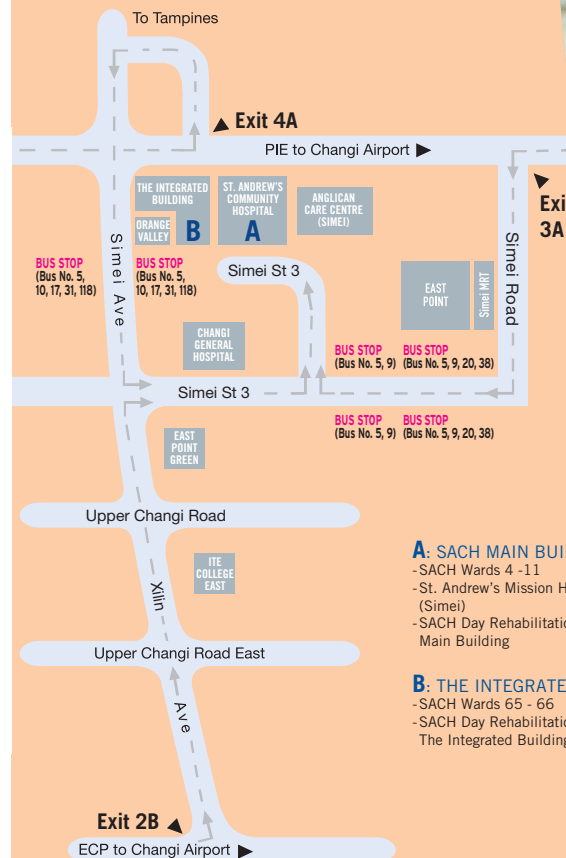 To Tampines
Exit 4A
PIE to Changi Airport
THE INTEGRATED
BUILDING
ORANGE
VALLEY
B
ST. ANDREW'S
COMMUNITY
HOSPITAL
A
ANGLICAN
CARE CENTRE
(SIMEI)
3A
Simei Ave
BUS STOP
(Bus No. 5,
10, 17, 31, 118)
BUS STOP
(Bus No. 5,
10, 17, 31, 118)
Simei St 3
EAST
POINT
Simei MRT
Simei Road
CHANGI
GENERAL
HOSPITAL
BUS STOP
(Bus No. 5, 9)
BUS STOP
(Bus No. 5, 9, 20, 38)
Simei St 3
BUS STOP
(Bus No. 5, 9)
BUS STOP
(Bus No. 5, 9, 20, 38)
EAST
POINT
GREEN
Upper Changi Road
ITE
COLLEGE
EAST
Xilin
Upper Changi Road East
Ave
Exit 2B
ECP to Changi Airport
A: SACH MAIN
- SACH Wards 4 -11
- St. Andrew's Mission
(Simei)
- SACH Day
Main Building
B: THE
- SACH Wards 65 - 66
- SACH Day
The Integrated Building